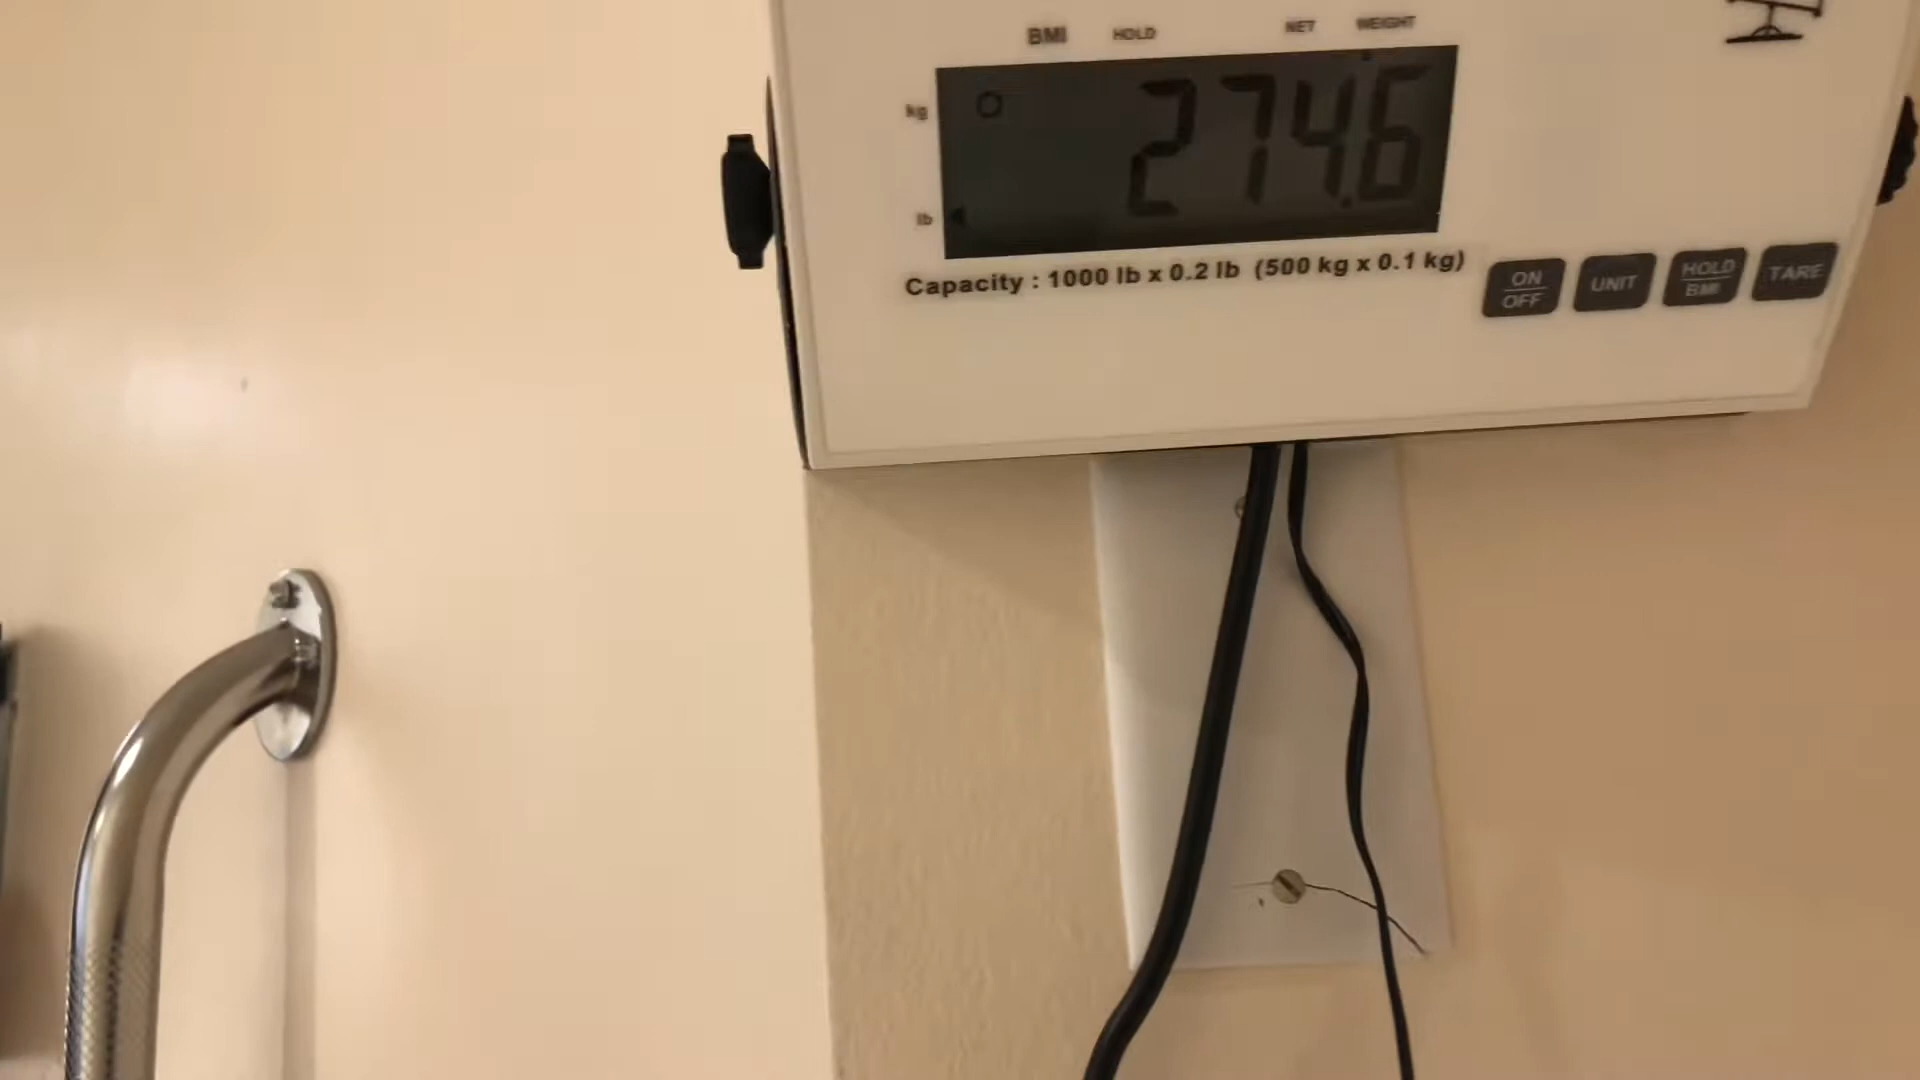 BMI HOLD NET WEIGHT
kg
274.6
lb
Capacity : 1000 lb x 0.2 lb (500 kg x 0.1 kg)
ON
OFF
UNIT
HOLD
BMI
TARE